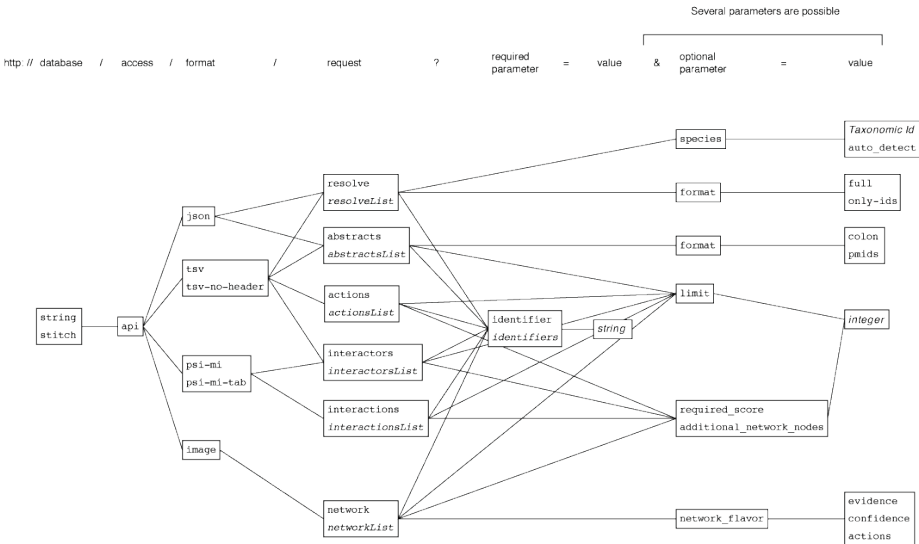 Several parameters are possible
http: // database / access / format / request ? required parameter = value & optional parameter = value
string
stitch
api
json
tsv
tsv-no-header
psi-mi
psi-mi-tab
image
resolve
resolveList
abstracts
abstractsList
actions
actionsList
interactors
interactorsList
interactions
interactionsList
network
networkList
identifier
identifiers
string
species
format
format
limit
required_score
additional_network_nodes
network_flavor
Taxonomic Id
auto_detect
full
only-ids
colon
pmids
integer
evidence
confidence
actions